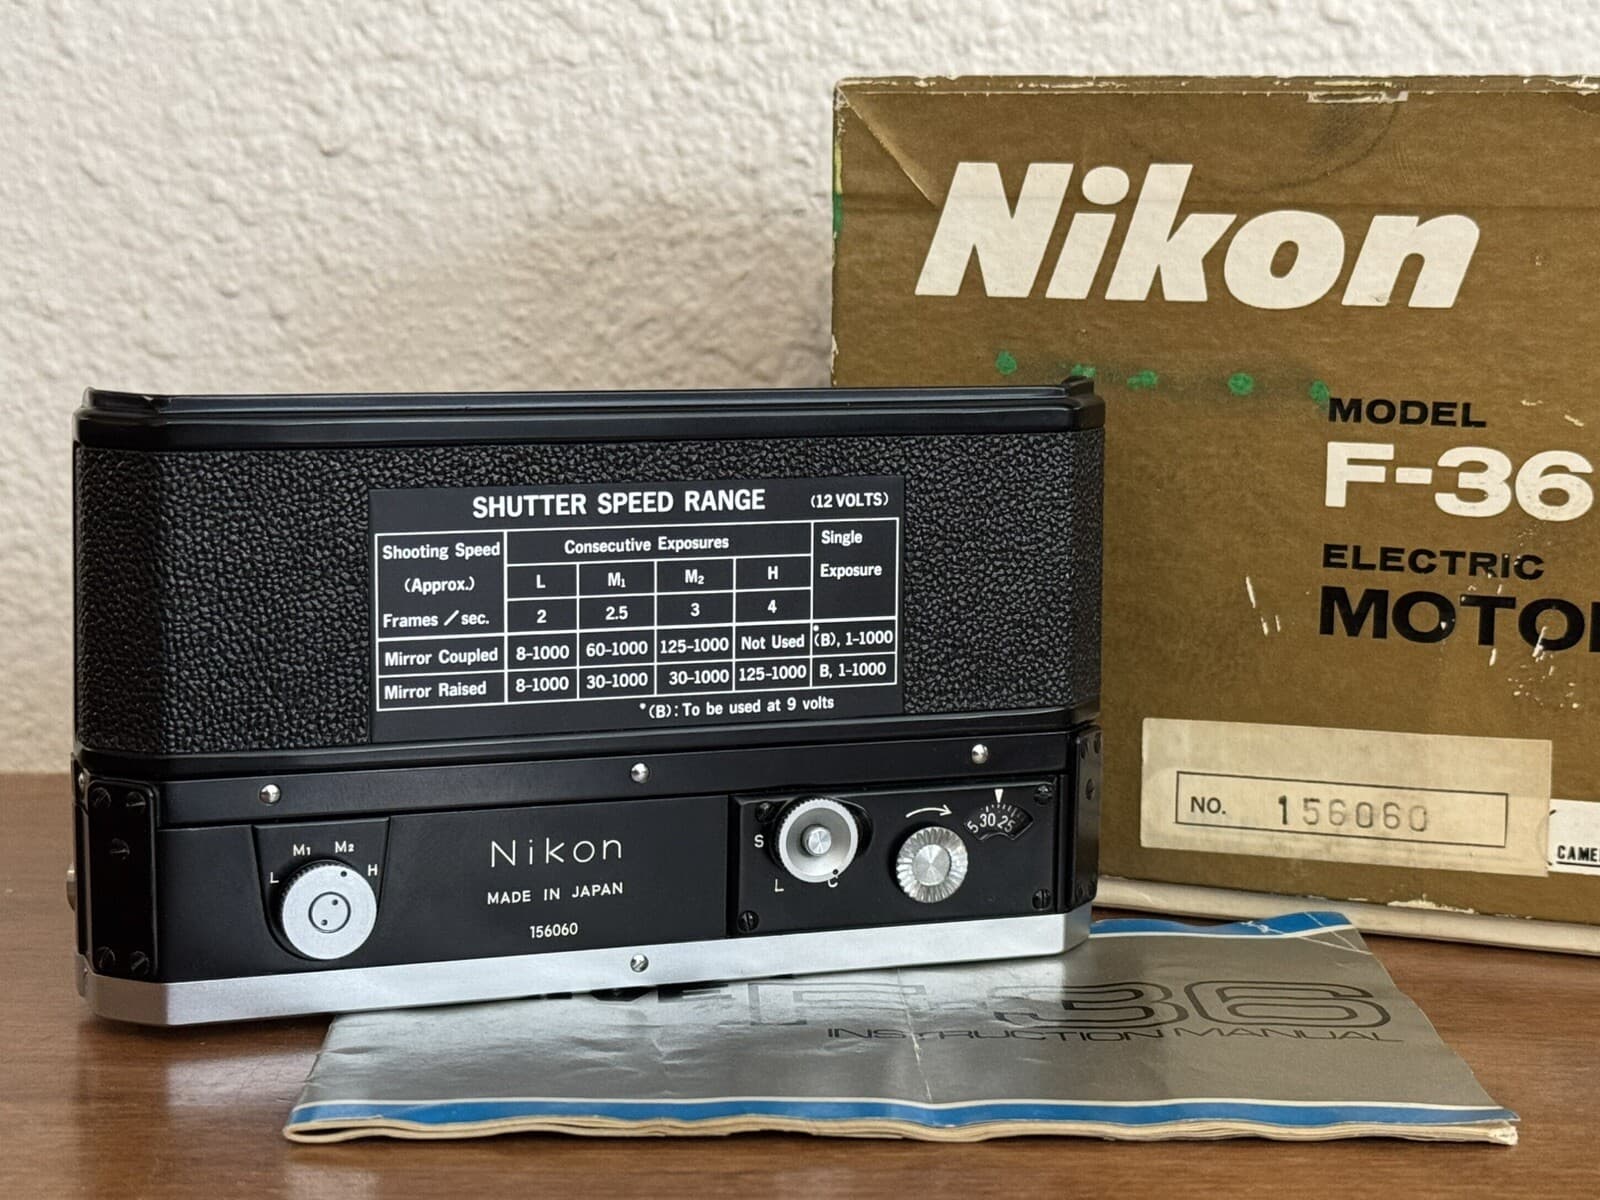 Nikon
MODEL
F-36
ELECTRIC
MOTO
NO. 156060
CAME
SHUTTER SPEED RANGE (12 VOLTS)
Shooting Speed (Approx.) Frames / sec. Consecutive Exposures Single Exposure
L M1 M2 H
2 2.5 3 4
Mirror Coupled 8-1000 60-1000 125-1000 Not Used *(B), 1-1000
Mirror Raised 8-1000 30-1000 30-1000 125-1000 B, 1-1000
*(B): To be used at 9 volts
L M1 M2 H
Nikon
MADE IN JAPAN
156060
S L C
5 30 25
F-36
INSTRUCTION MANUAL